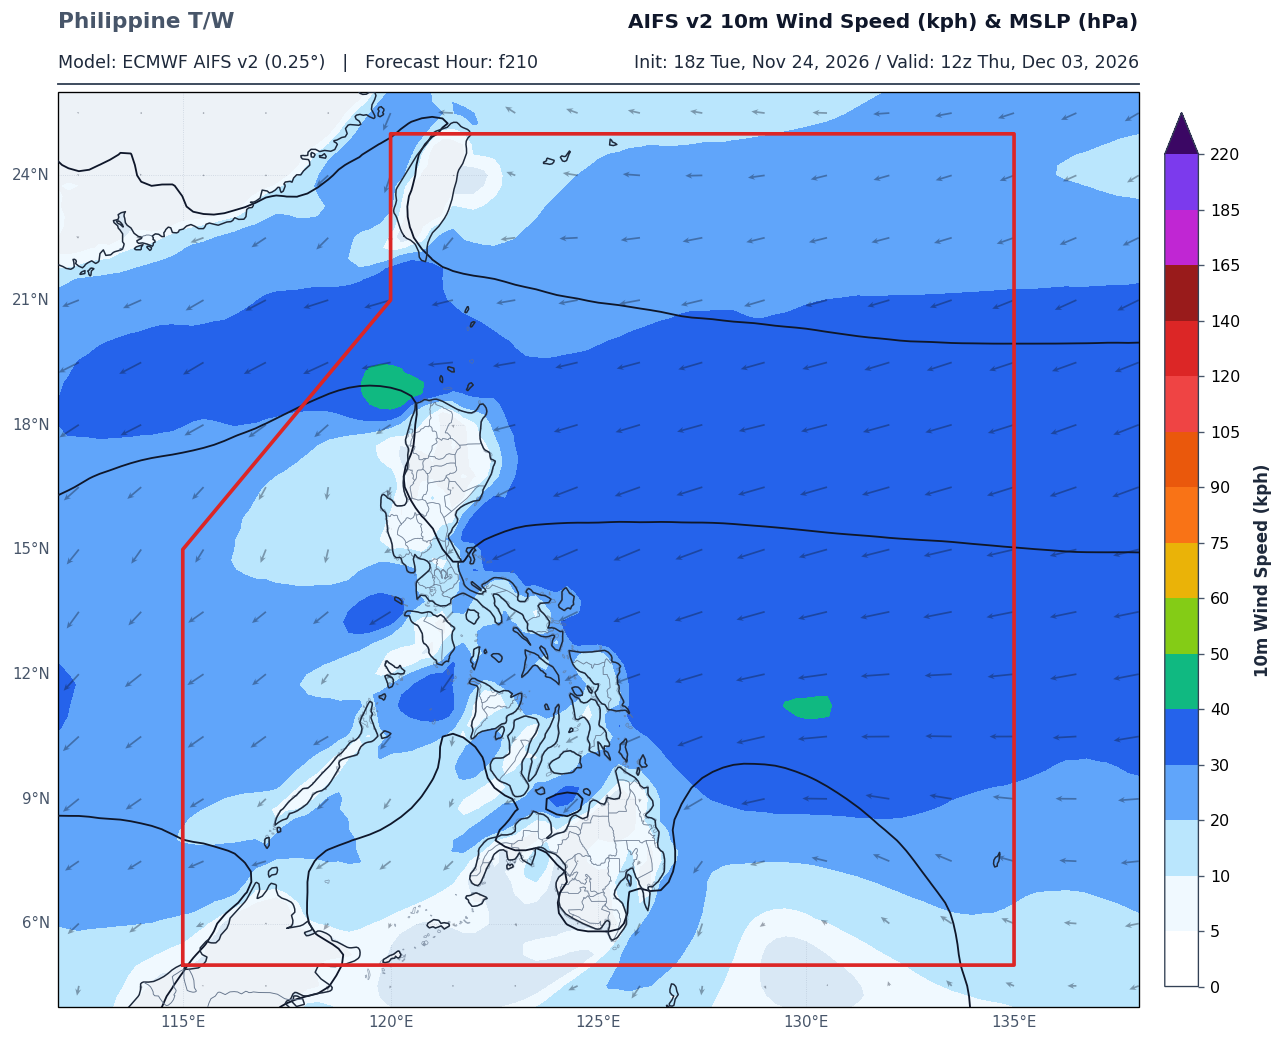 Philippine T/W
AIFS v2 10m Wind Speed (kph) & MSLP (hPa)
Model: ECMWF AIFS v2 (0.25°) | Forecast Hour: f210
Init: 18z Tue, Nov 24, 2026 / Valid: 12z Thu, Dec 03, 2026
24°N
21°N
18°N
15°N
12°N
9°N
6°N
115°E
120°E
125°E
130°E
135°E
220
185
165
140
120
105
90
75
60
50
40
30
20
10
5
0
10m Wind Speed (kph)